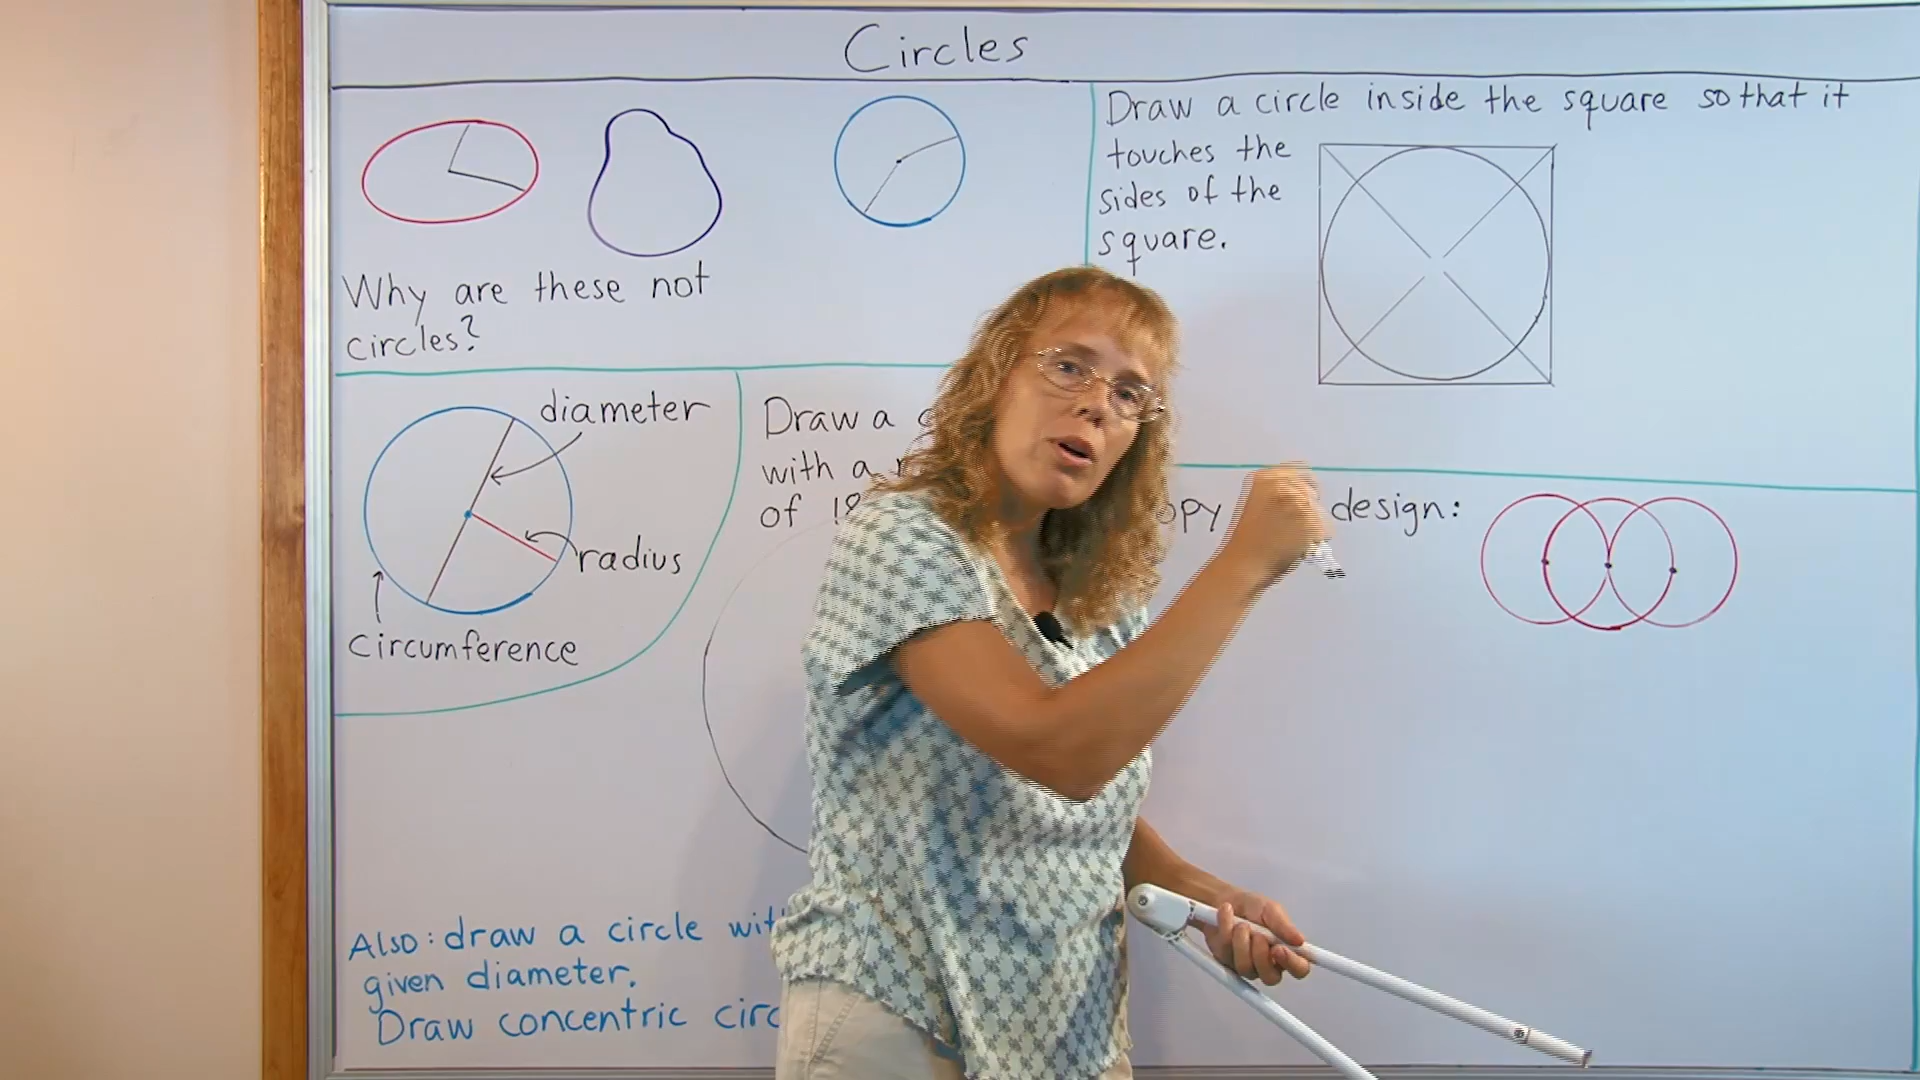 Circles
Why are these not
circles?
Draw a circle inside the square so that it
touches the
sides of the
square.
diameter
radius
circumference
Draw a
with a
of
design:
Also: draw a circle
given diameter.
Draw concentric